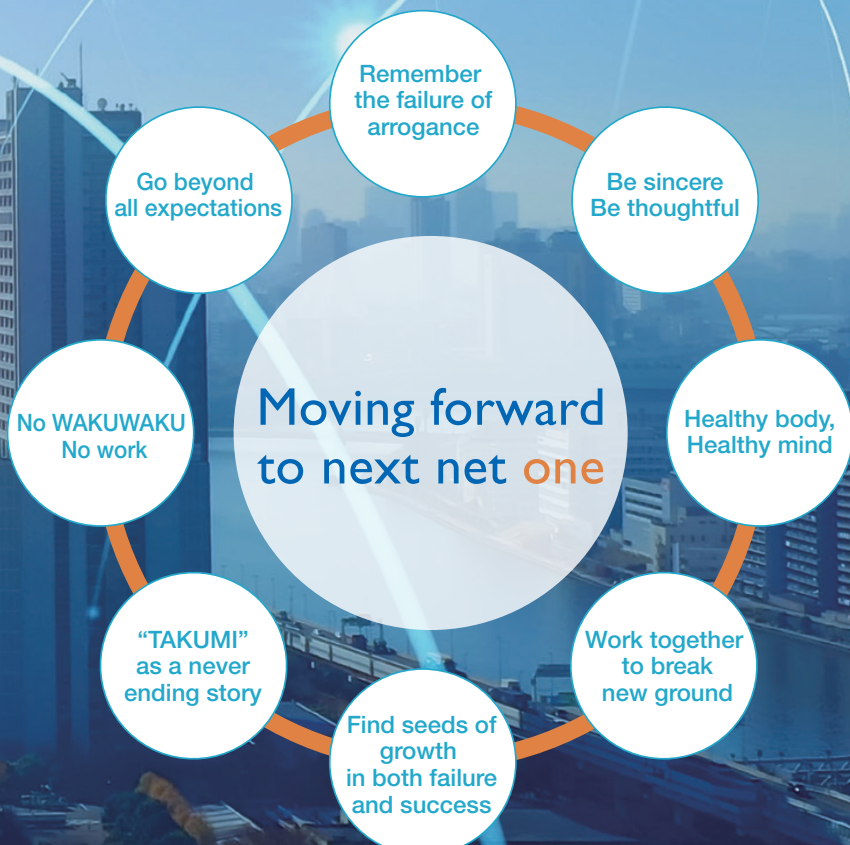 Remember
the failure of
arrogance
Be sincere
Be thoughtful
Healthy body,
Healthy mind
Work together
to break
new ground
Find seeds of
growth
in both failure
and success
“TAKUMI”
as a never
ending story
No WAKUWAKU
No work
Go beyond
all expectations
Moving forward
to next net one